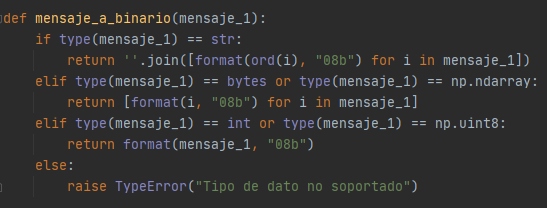 def mensaje_a_binario(mensaje_1):
    if type(mensaje_1) == str:
        return ''.join([format(ord(i), "08b") for i in mensaje_1])
    elif type(mensaje_1) == bytes or type(mensaje_1) == np.ndarray:
        return [format(i, "08b") for i in mensaje_1]
    elif type(mensaje_1) == int or type(mensaje_1) == np.uint8:
        return format(mensaje_1, "08b")
    else:
        raise TypeError("Tipo de dato no soportado")